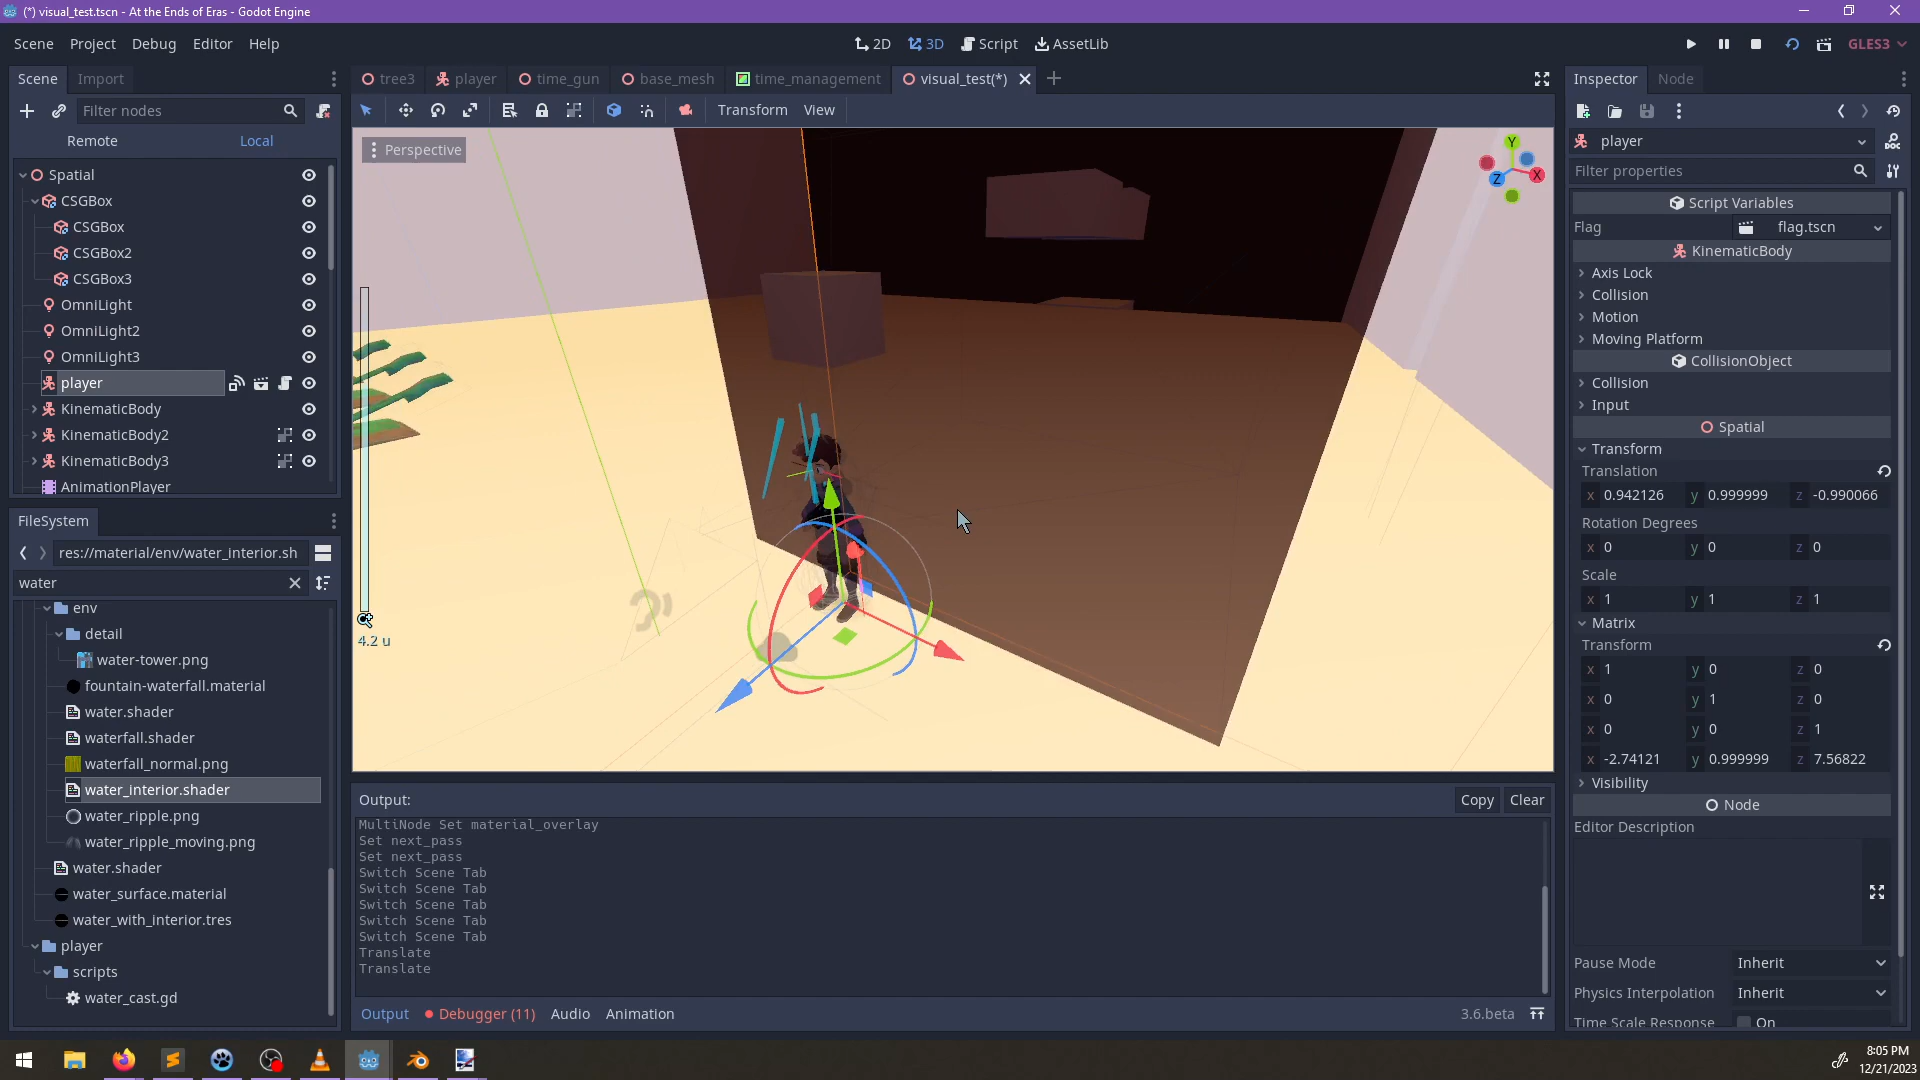 (*) visual_test.tscn - At the Ends of Eras - Godot Engine
Scene Project Debug Editor Help
2D 3D Script AssetLib
GLES3
Scene Import
tree3 player time_gun base_mesh time_management visual_test(*)
Inspector Node
Filter nodes
Transform View
Remote Local
Perspective
Y
Z X
player
Filter properties
Spatial
CSGBox
CSGBox
CSGBox2
CSGBox3
OmniLight
OmniLight2
OmniLight3
player
KinematicBody
KinematicBody2
KinematicBody3
AnimationPlayer
FileSystem
res://material/env/water_interior.sh
water
env
detail
water-tower.png
fountain-waterfall.material
water.shader
waterfall.shader
waterfall_normal.png
water_interior.shader
water_ripple.png
water_ripple_moving.png
water.shader
water_surface.material
water_with_interior.tres
player
scripts
water_cast.gd
4.2 u
Output:
Copy Clear
MultiNode Set material_overlay
Set next_pass
Set next_pass
Switch Scene Tab
Switch Scene Tab
Switch Scene Tab
Switch Scene Tab
Switch Scene Tab
Translate
Translate
Output Debugger (11) Audio Animation
3.6.beta
Script Variables
Flag flag.tscn
KinematicBody
Axis Lock
Collision
Motion
Moving Platform
CollisionObject
Collision
Input
Spatial
Transform
Translation
x 0.942126 y 0.999999 z -0.990066
Rotation Degrees
x 0 y 0 z 0
Scale
x 1 y 1 z 1
Matrix
Transform
x 1 y 0 z 0
x 0 y 1 z 0
x 0 y 0 z 1
x -2.74121 y 0.999999 z 7.56822
Visibility
Node
Editor Description
Pause Mode Inherit
Physics Interpolation Inherit
Time Scale Response On
8:05 PM
12/21/2023